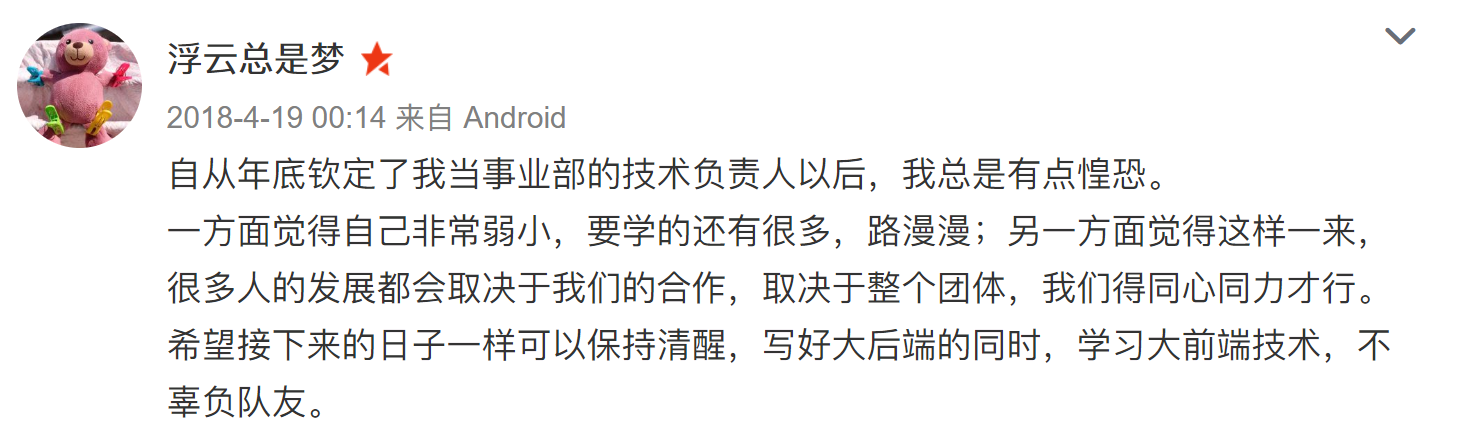 浮云总是梦
2018-4-19 00:14 来自 Android
自从年底钦定了我当事业部的技术负责人以后，我总是有点惶恐。
一方面觉得自己非常弱小，要学的还有很多，路漫漫；另一方面觉得这样一来，
很多人的发展都会取决于我们的合作，取决于整个团体，我们得同心同力才行。
希望接下来的日子一样可以保持清醒，写好大后端的同时，学习大前端技术，不
辜负队友。